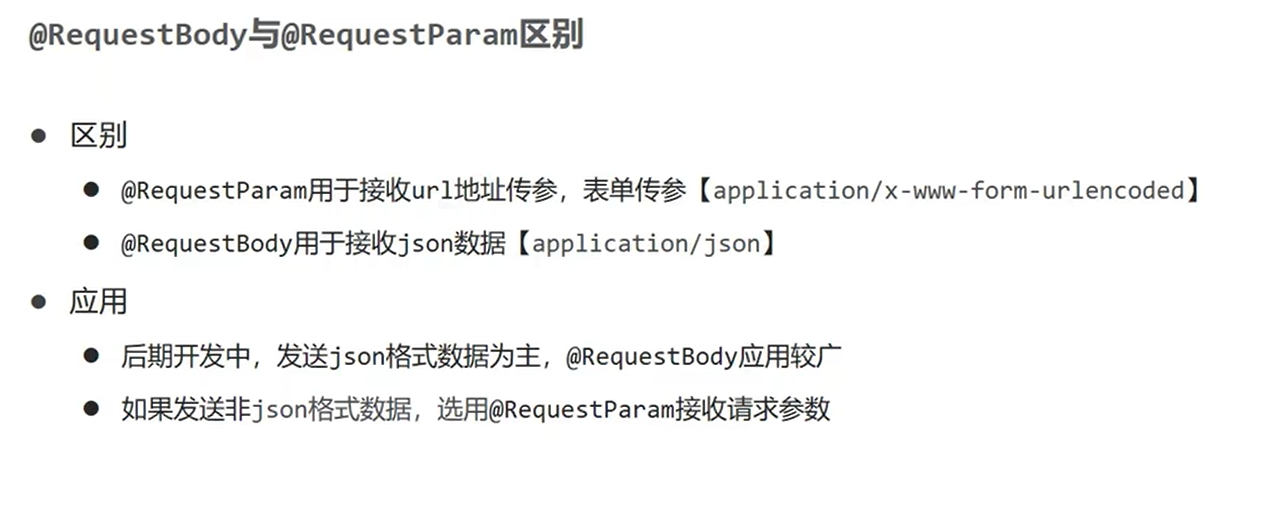 @RequestBody与@RequestParam区别
● 区别
● @RequestParam用于接收url地址传参，表单传参【application/x-www-form-urlencoded】
● @RequestBody用于接收json数据【application/json】
● 应用
● 后期开发中，发送json格式数据为主，@RequestBody应用较广
● 如果发送非json格式数据，选用@RequestParam接收请求参数